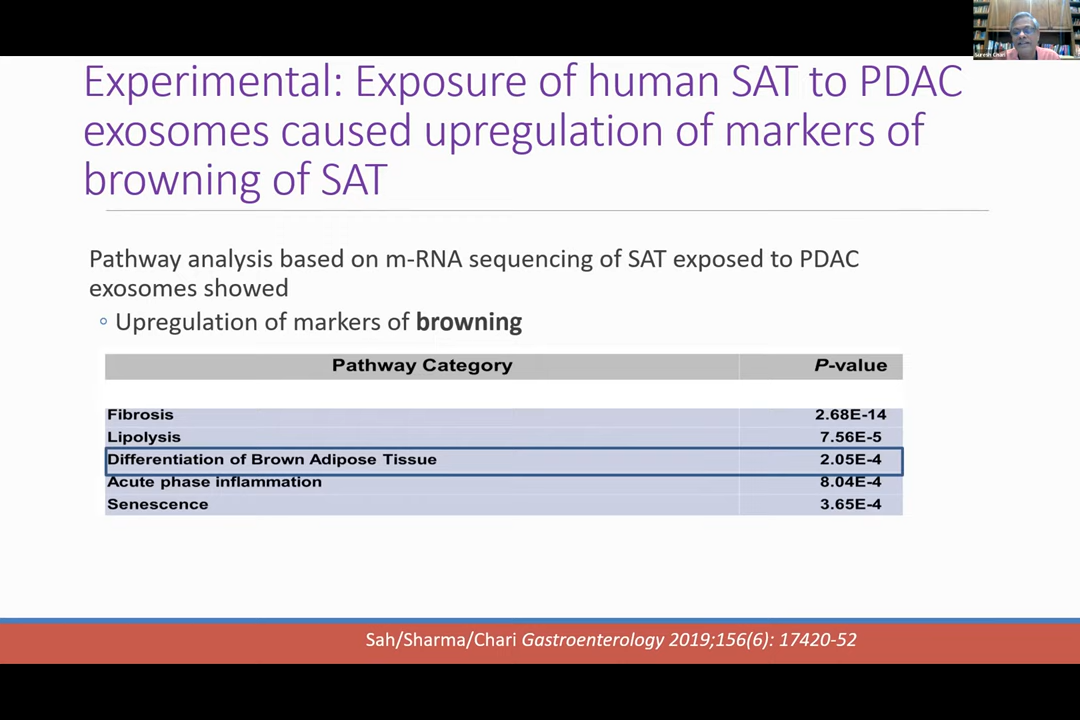 Suresh Chari
Experimental: Exposure of human SAT to PDAC
exosomes caused upregulation of markers of
browning of SAT
Pathway analysis based on m-RNA sequencing of SAT exposed to PDAC
exosomes showed
Upregulation of markers of browning
Pathway Category P-value
Fibrosis 2.68E-14
Lipolysis 7.56E-5
Differentiation of Brown Adipose Tissue 2.05E-4
Acute phase inflammation 8.04E-4
Senescence 3.65E-4
Sah/Sharma/Chari Gastroenterology 2019;156(6): 17420-52